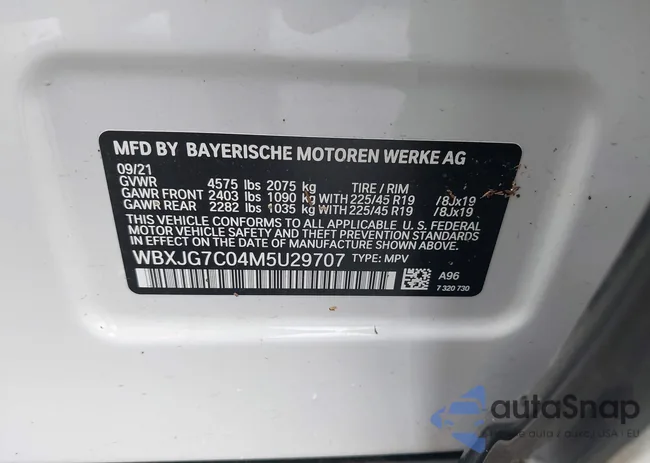 MFD BY BAYERISCHE MOTOREN WERKE AG
09/21
GVWR 4575 lbs 2075 kg TIRE / RIM
GAWR FRONT 2403 lbs 1090 kg WITH 225/45 R19 /8Jx19
GAWR REAR 2282 lbs 1035 kg WITH 225/45 R19 /8Jx19
THIS VEHICLE CONFORMS TO ALL APPLICABLE U. S. FEDERAL
MOTOR VEHICLE SAFETY, BUMPER, AND THEFT PREVENTION
STANDARDS IN EFFECT ON THE DATE OF MANUFACTURE SHOWN ABOVE.
WBXJG7C04M5U29707 TYPE: MPV
A96
7 320 730
autoSnap